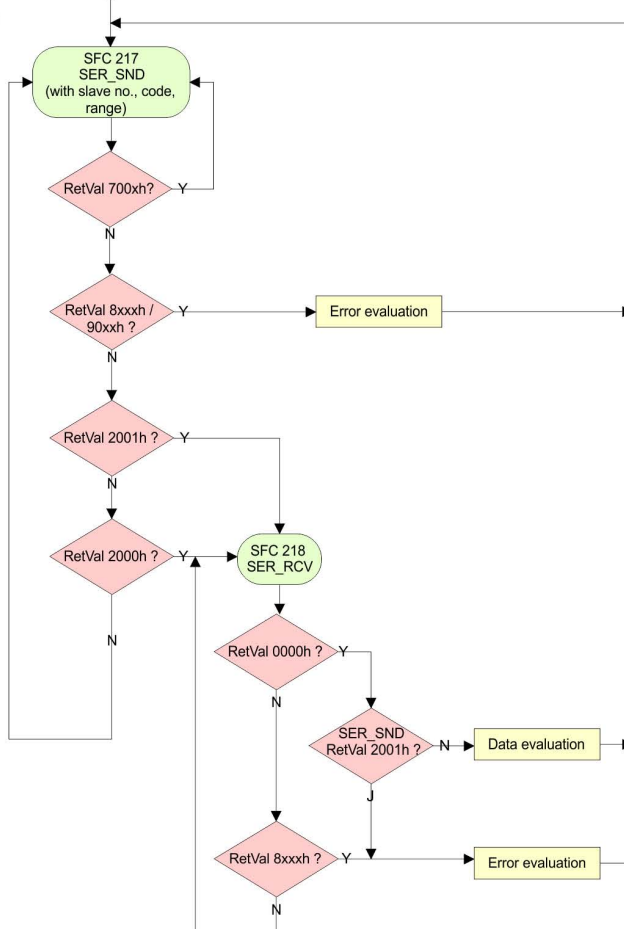 SFC 217
SER_SND
(with slave no., code,
range)
RetVal 700xh?
Y
N
RetVal 8xxxh /
90xxh ?
Y
Error evaluation
N
RetVal 2001h ?
Y
N
RetVal 2000h ?
Y
SFC 218
SER_RCV
N
RetVal 0000h ?
Y
N
SER_SND
RetVal 2001h ?
N
Data evaluation
J
RetVal 8xxxh ?
Y
Error evaluation
N